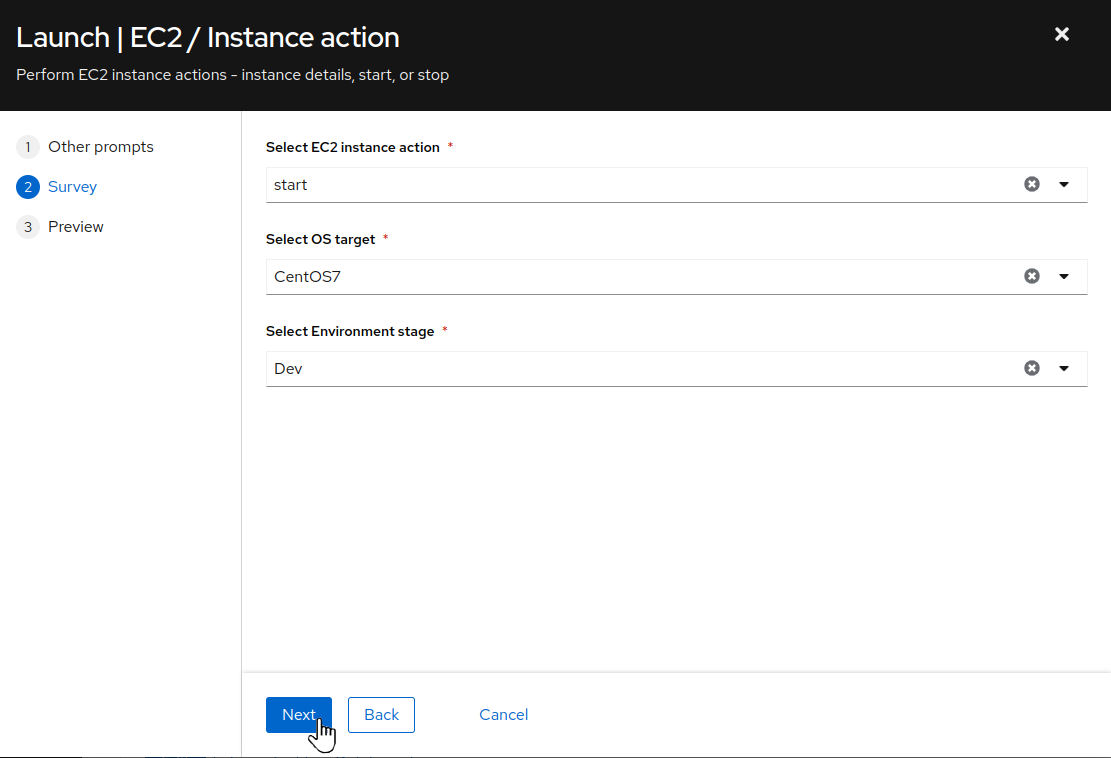 Launch | EC2 / Instance action
Perform EC2 instance actions - instance details, start, or stop
1 Other prompts
2 Survey
3 Preview
Select EC2 instance action *
start
Select OS target *
CentOS7
Select Environment stage *
Dev
Next Back Cancel